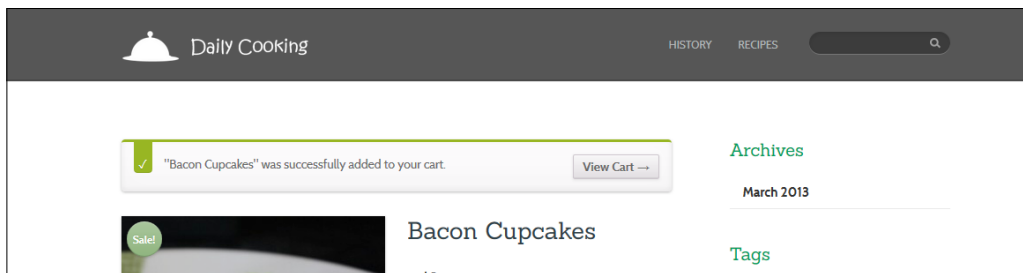 Daily Cooking
HISTORY RECIPES
"Bacon Cupcakes" was successfully added to your cart.
View Cart →
Archives
March 2013
Sale!
Bacon Cupcakes
Tags